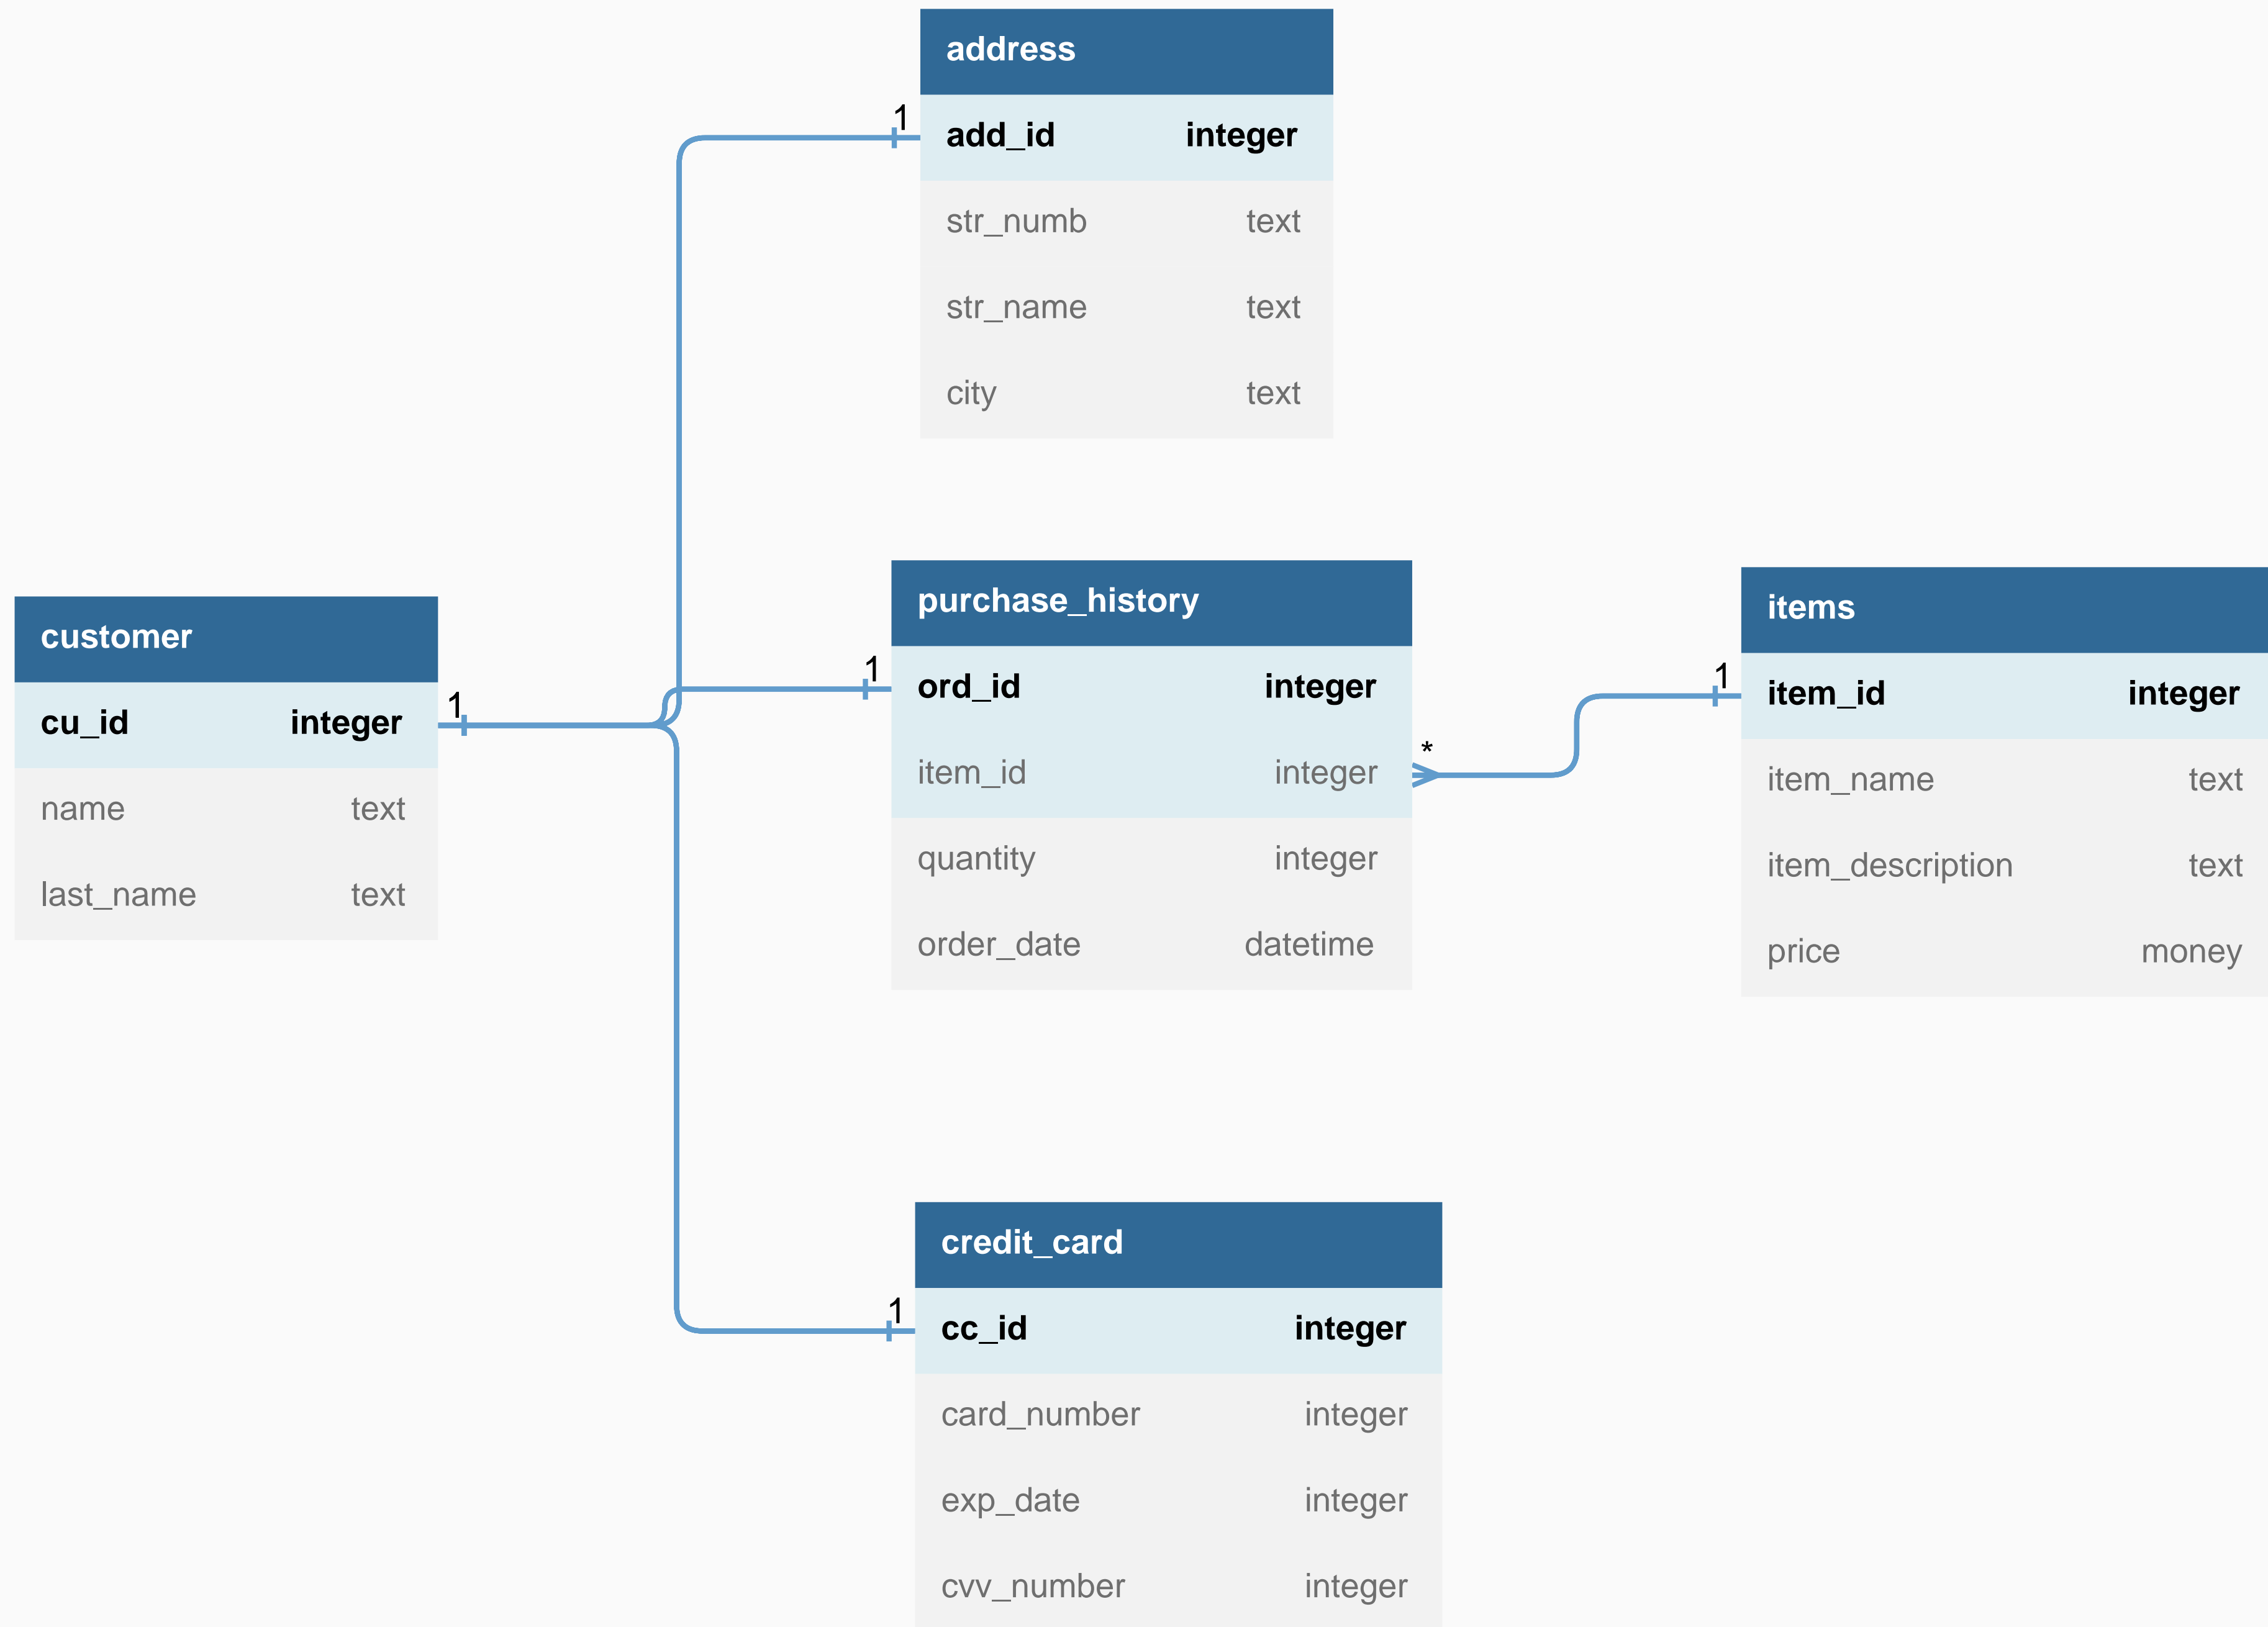 address
1
add_id integer
str_numb text
str_name text
city text
customer
1
cu_id integer
name text
last_name text
purchase_history
1
ord_id integer
*
item_id integer
quantity integer
order_date datetime
items
1
item_id integer
item_name text
item_description text
price money
credit_card
1
cc_id integer
card_number integer
exp_date integer
cvv_number integer